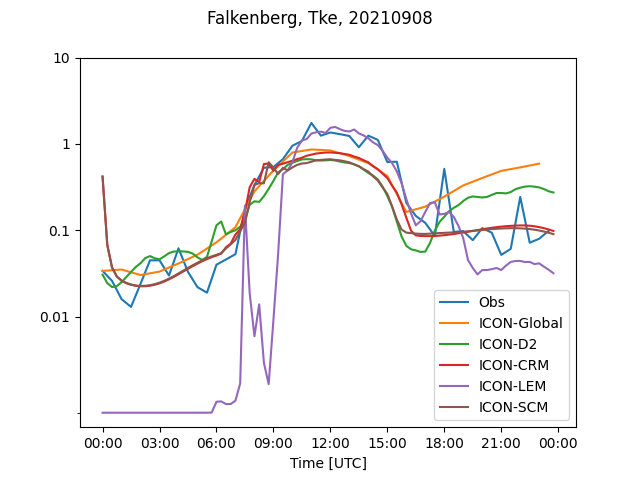 Falkenberg, Tke, 20210908
10
1
0.1
0.01
Obs
ICON-Global
ICON-D2
ICON-CRM
ICON-LEM
ICON-SCM
00:00 03:00 06:00 09:00 12:00 15:00 18:00 21:00 00:00
Time [UTC]